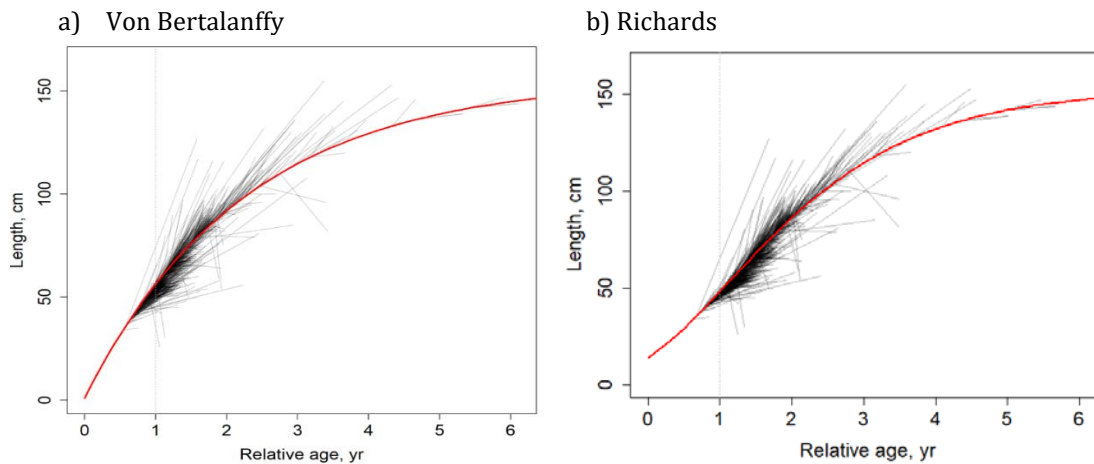 a) Von Bertalanffy
150
100
50
0
Length, cm
0 1 2 3 4 5 6
Relative age, yr
b) Richards
150
100
50
0
Length, cm
0 1 2 3 4 5 6
Relative age, yr